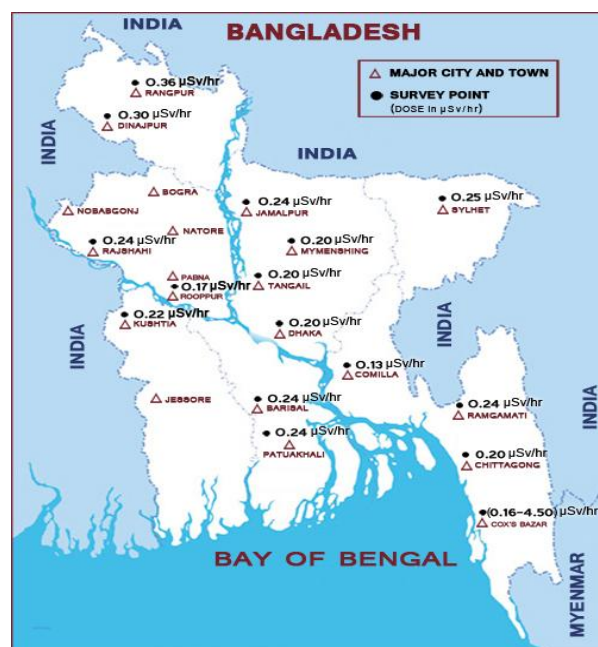 INDIA
BANGLADESH
MAJOR CITY AND TOWN
SURVEY POINT
(DOSE in µSv/hr)
0.36 µSv/hr
RANGPUR
0.30 µSv/hr
DINAJPUR
INDIA
INDIA
BOGRA
NOBABGONJ
0.24 µSv/hr
JAMALPUR
0.25 µSv/hr
SYLHET
NATORE
0.24 µSv/hr
RAJSHAHI
0.20 µSv/hr
MYMENSHING
PABNA
0.17 µSv/hr
ROOPPUR
0.20 µSv/hr
TANGAIL
0.22 µSv/hr
KUSHTIA
0.20 µSv/hr
DHAKA
INDIA
INDIA
0.13 µSv/hr
COMILLA
JESSORE
0.24 µSv/hr
BARISAL
0.24 µSv/hr
RAMGAMATI
INDIA
0.24 µSv/hr
PATUAKHALI
0.20 µSv/hr
CHITTAGONG
(0.16-4.50) µSv/hr
COX'S BAZAR
BAY OF BENGAL
MYENMAR